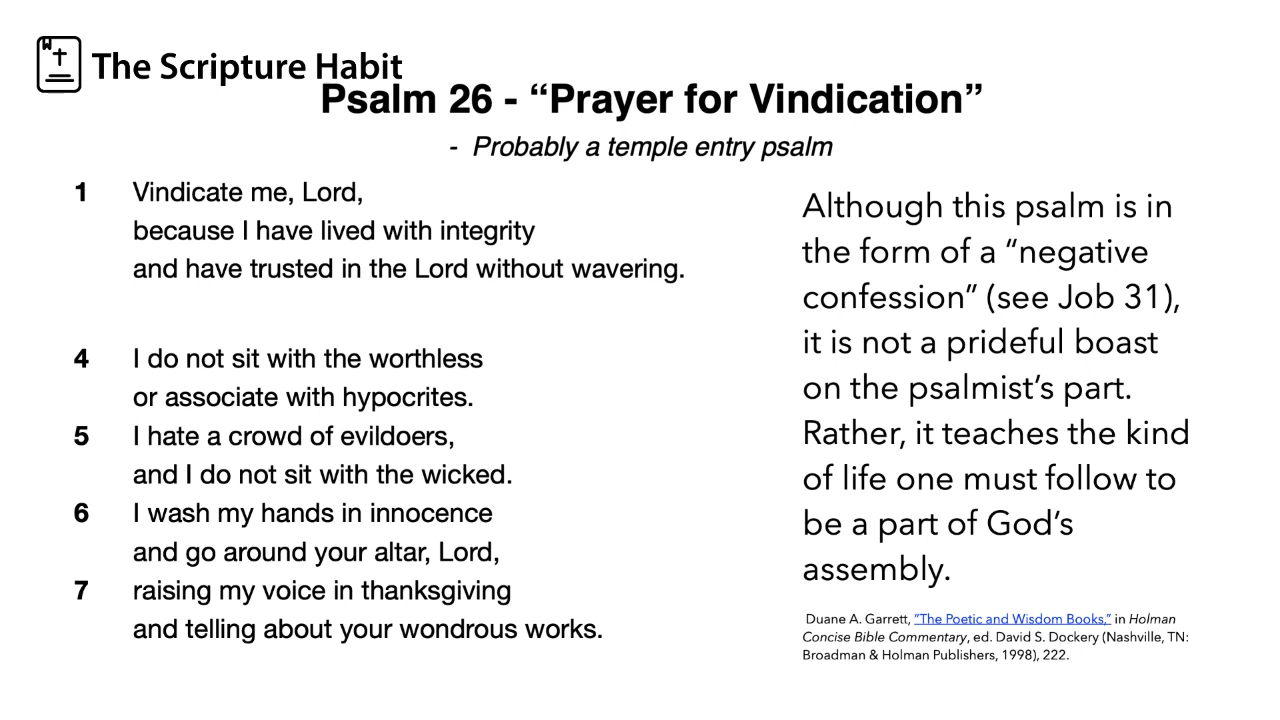 The Scripture Habit
Psalm 26 - “Prayer for Vindication”
- Probably a temple entry psalm
1 Vindicate me, Lord,
because I have lived with integrity
and have trusted in the Lord without wavering.
4 I do not sit with the worthless
or associate with hypocrites.
5 I hate a crowd of evildoers,
and I do not sit with the wicked.
6 I wash my hands in innocence
and go around your altar, Lord,
7 raising my voice in thanksgiving
and telling about your wondrous works.
Although this psalm is in
the form of a “negative
confession” (see Job 31),
it is not a prideful boast
on the psalmist’s part.
Rather, it teaches the kind
of life one must follow to
be a part of God’s
assembly.
Duane A. Garrett, “The Poetic and Wisdom Books,” in Holman
Concise Bible Commentary, ed. David S. Dockery (Nashville, TN:
Broadman & Holman Publishers, 1998), 222.